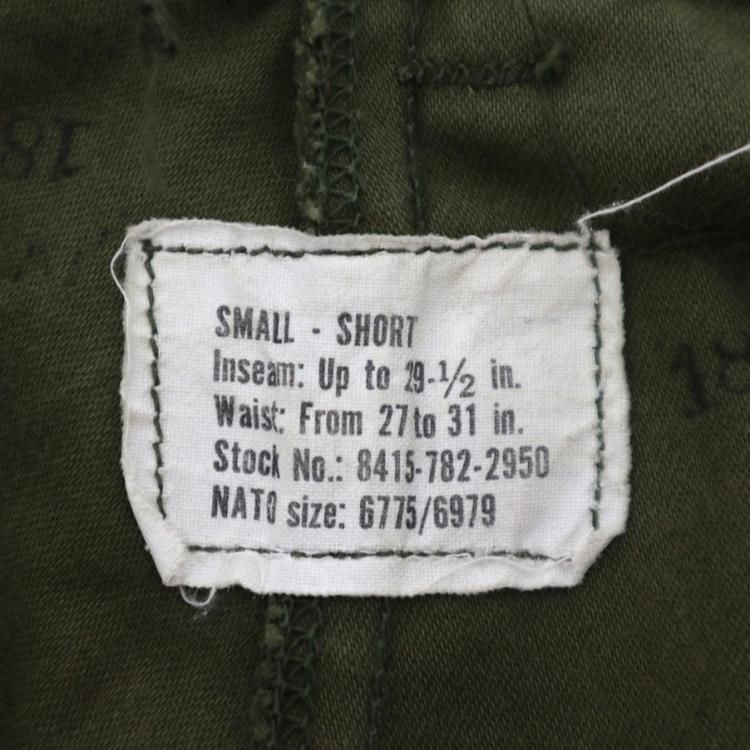 18
SMALL - SHORT
Inseam: Up to 29-1/2 in.
Waist: From 27 to 31 in.
Stock No.: 8415-782-2950
NATO size: 6775/6979